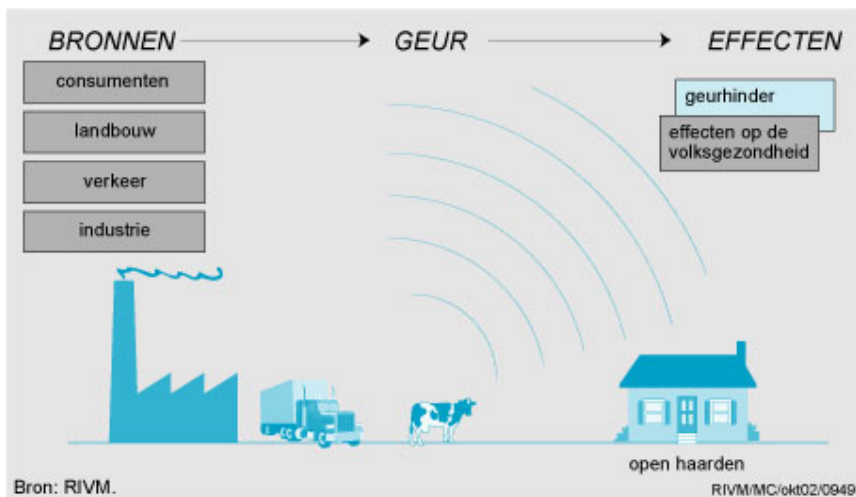 BRONNEN
GEUR
EFFECTEN
consumenten
landbouw
verkeer
industrie
geurhinder
effecten op de
volksgezondheid
open haarden
Bron: RIVM.
RIVM/MC/okt02/0949